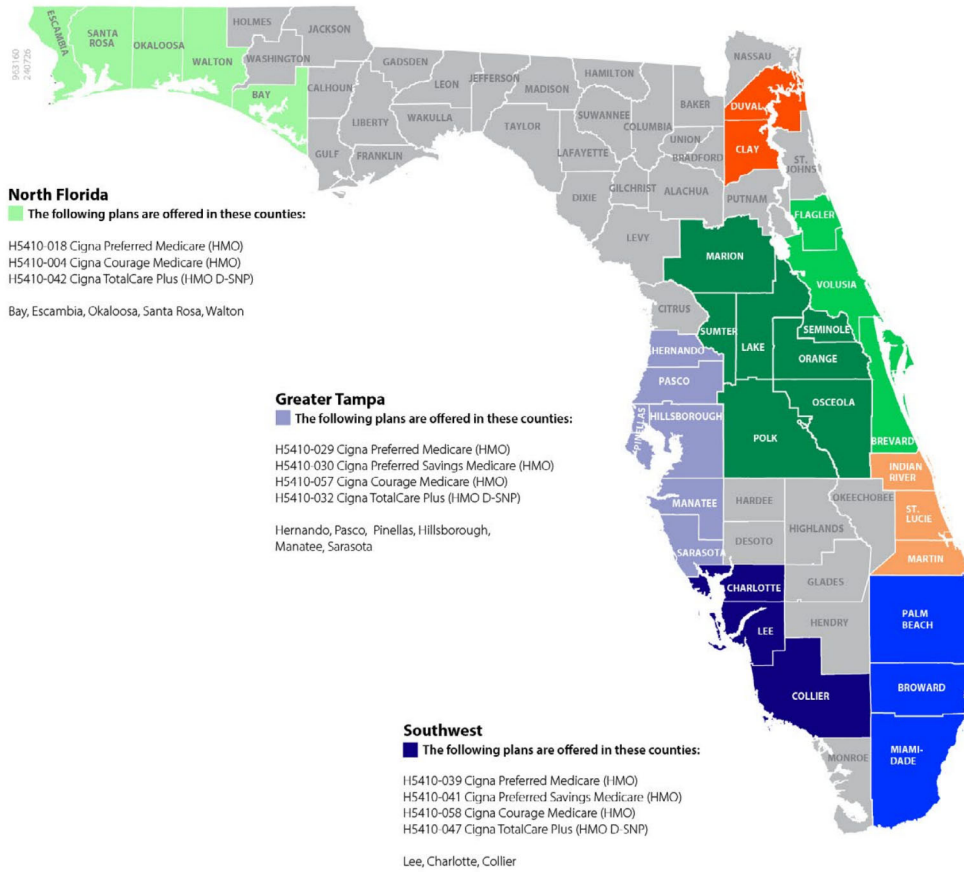 963160
240726
ESCAMBIA
SANTA
ROSA
OKALOOSA
WALTON
HOLMES
WASHINGTON
BAY
JACKSON
CALHOUN
GULF
LIBERTY
FRANKLIN
GADSDEN
LEON
WAKULLA
JEFFERSON
MADISON
TAYLOR
HAMILTON
SUWANNEE
LAFAYETTE
DIXIE
COLUMBIA
GILCHRIST
BAKER
UNION
BRADFORD
ALACHUA
LEVY
NASSAU
DUVAL
CLAY
ST.
JOHNS
PUTNAM
FLAGLER
MARION
VOLUSIA
CITRUS
SUMTER
LAKE
SEMINOLE
ORANGE
HERNANDO
PASCO
PINELLAS
HILLSBOROUGH
POLK
OSCEOLA
BREVARD
INDIAN
RIVER
MANATEE
HARDEE
OKEECHOBEE
ST.
LUCIE
HIGHLANDS
DESOTO
SARASOTA
MARTIN
CHARLOTTE
GLADES
LEE
HENDRY
PALM
BEACH
COLLIER
BROWARD
MONROE
MIAMI-
DADE
North Florida
The following plans are offered in these counties:
H5410-018 Cigna Preferred Medicare (HMO)
H5410-004 Cigna Courage Medicare (HMO)
H5410-042 Cigna TotalCare Plus (HMO D-SNP)
Bay, Escambia, Okaloosa, Santa Rosa, Walton
Greater Tampa
The following plans are offered in these counties:
H5410-029 Cigna Preferred Medicare (HMO)
H5410-030 Cigna Preferred Savings Medicare (HMO)
H5410-057 Cigna Courage Medicare (HMO)
H5410-032 Cigna TotalCare Plus (HMO D-SNP)
Hernando, Pasco, Pinellas, Hillsborough,
Manatee, Sarasota
Southwest
The following plans are offered in these counties:
H5410-039 Cigna Preferred Medicare (HMO)
H5410-041 Cigna Preferred Savings Medicare (HMO)
H5410-058 Cigna Courage Medicare (HMO)
H5410-047 Cigna TotalCare Plus (HMO D-SNP)
Lee, Charlotte, Collier